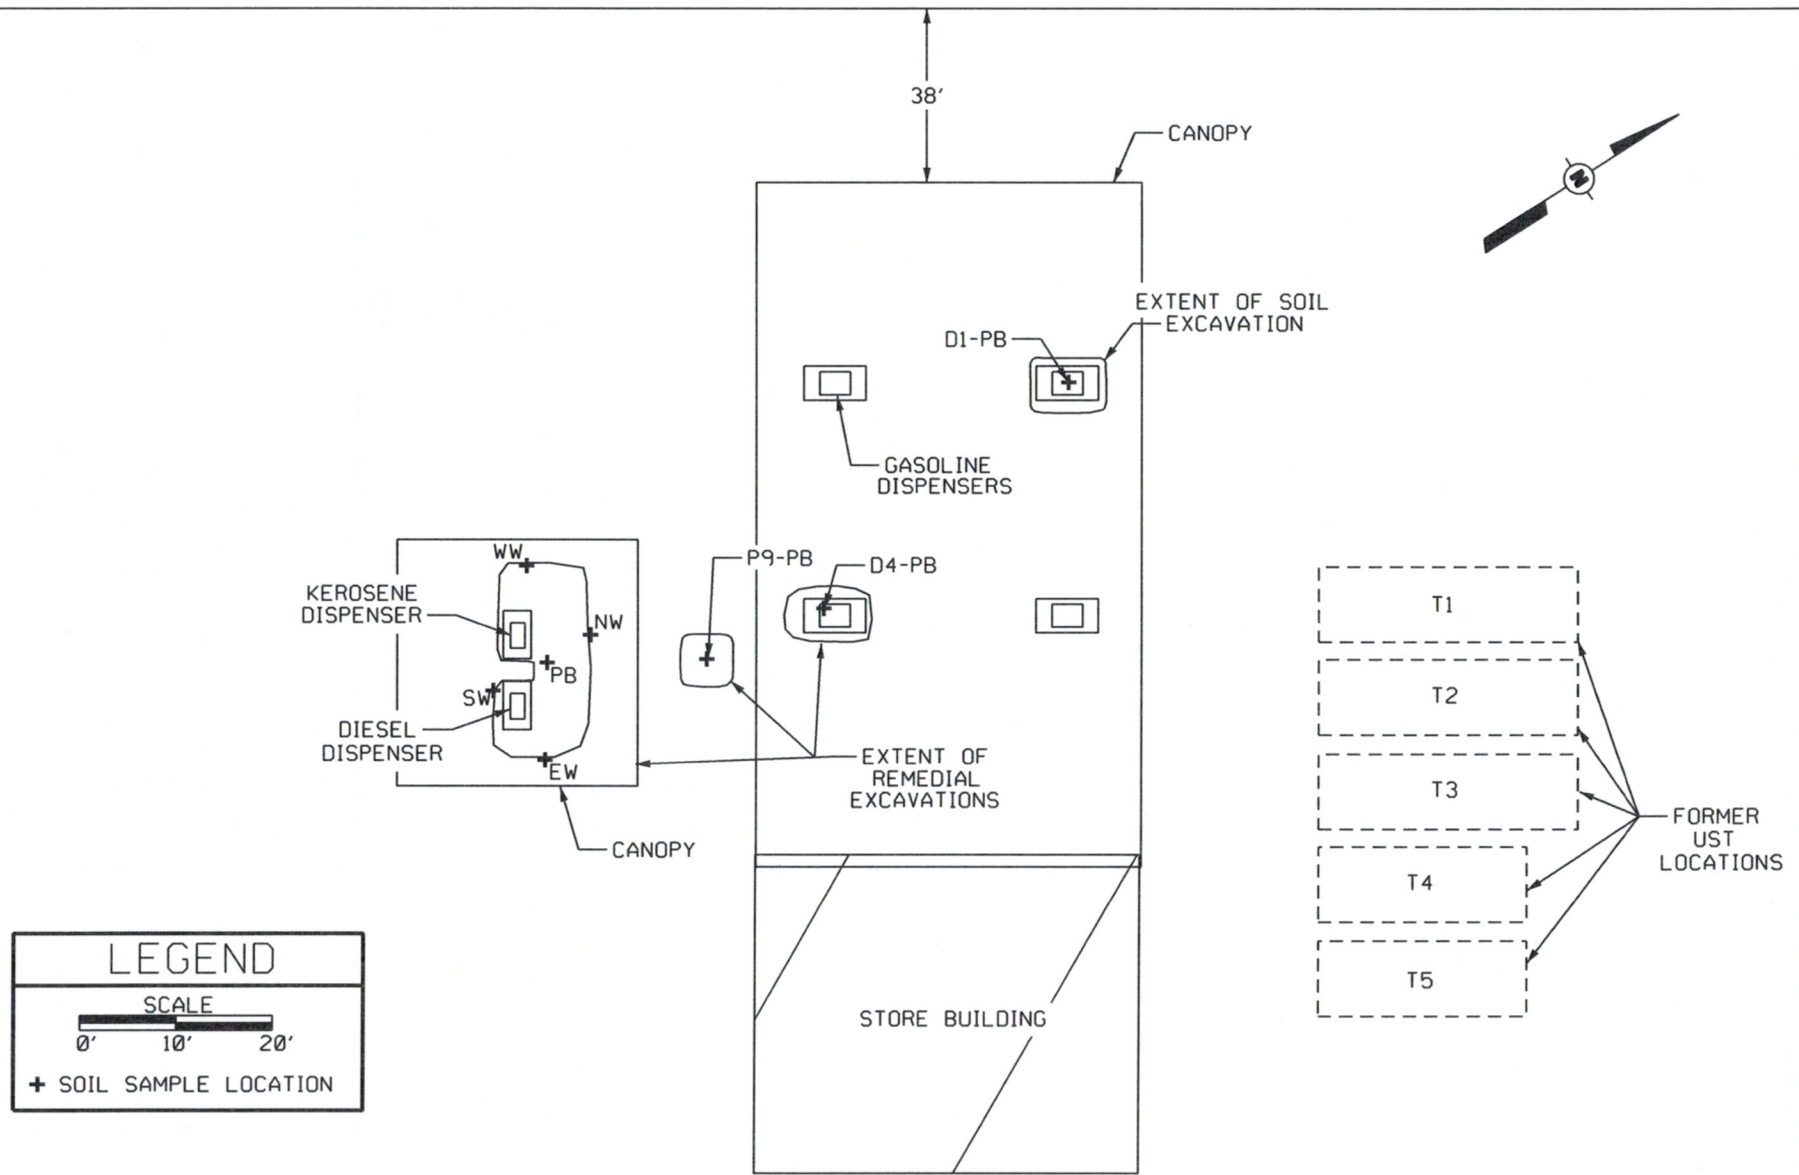 38'
CANOPY
N
EXTENT OF SOIL
EXCAVATION
D1-PB
GASOLINE
DISPENSERS
WW
P9-PB
D4-PB
KEROSENE
DISPENSER
NW
PB
SW
DIESEL
DISPENSER
EW
EXTENT OF
REMEDIAL
EXCAVATIONS
CANOPY
T1
T2
T3
T4
T5
FORMER
UST
LOCATIONS
STORE BUILDING
LEGEND
SCALE
0' 10' 20'
+ SOIL SAMPLE LOCATION